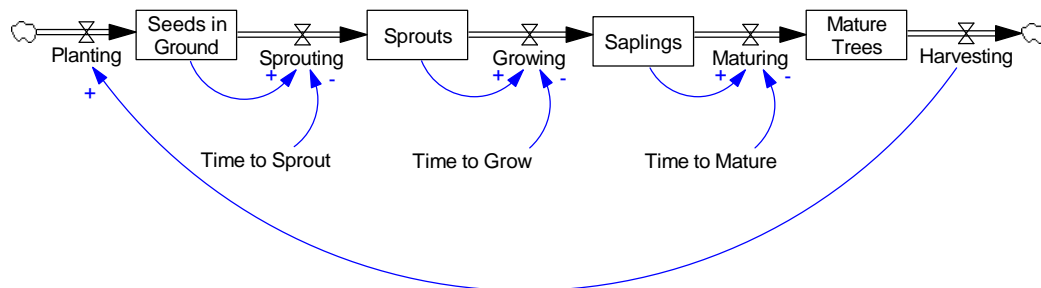 Seeds in
Ground
Sprouts
Saplings
Mature
Trees
Planting
Sprouting
Growing
Maturing
Harvesting
+
+
-
+
-
+
-
Time to Sprout
Time to Grow
Time to Mature